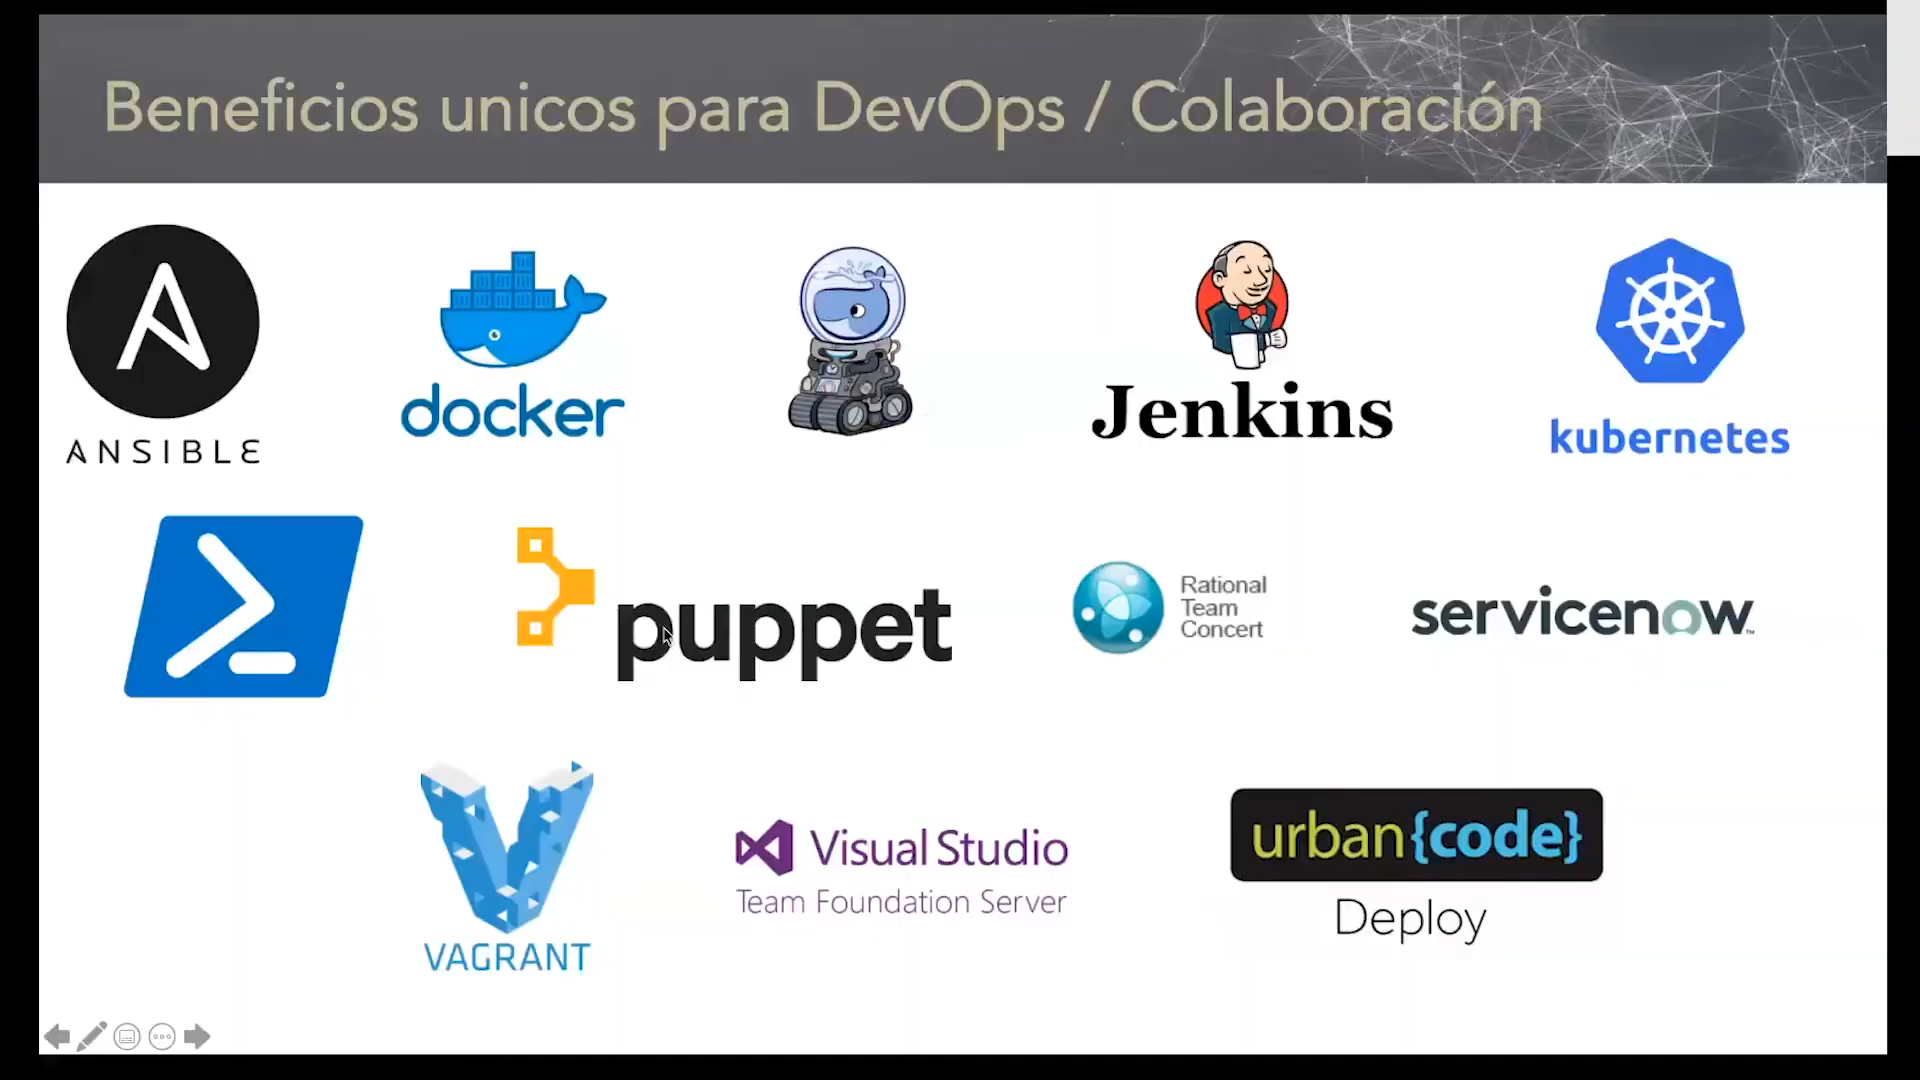 Beneficios unicos para DevOps / Colaboración
ANSIBLE
docker
Jenkins
kubernetes
puppet
Rational
Team
Concert
servicenow™
VAGRANT
Visual Studio
Team Foundation Server
urban{code}
Deploy